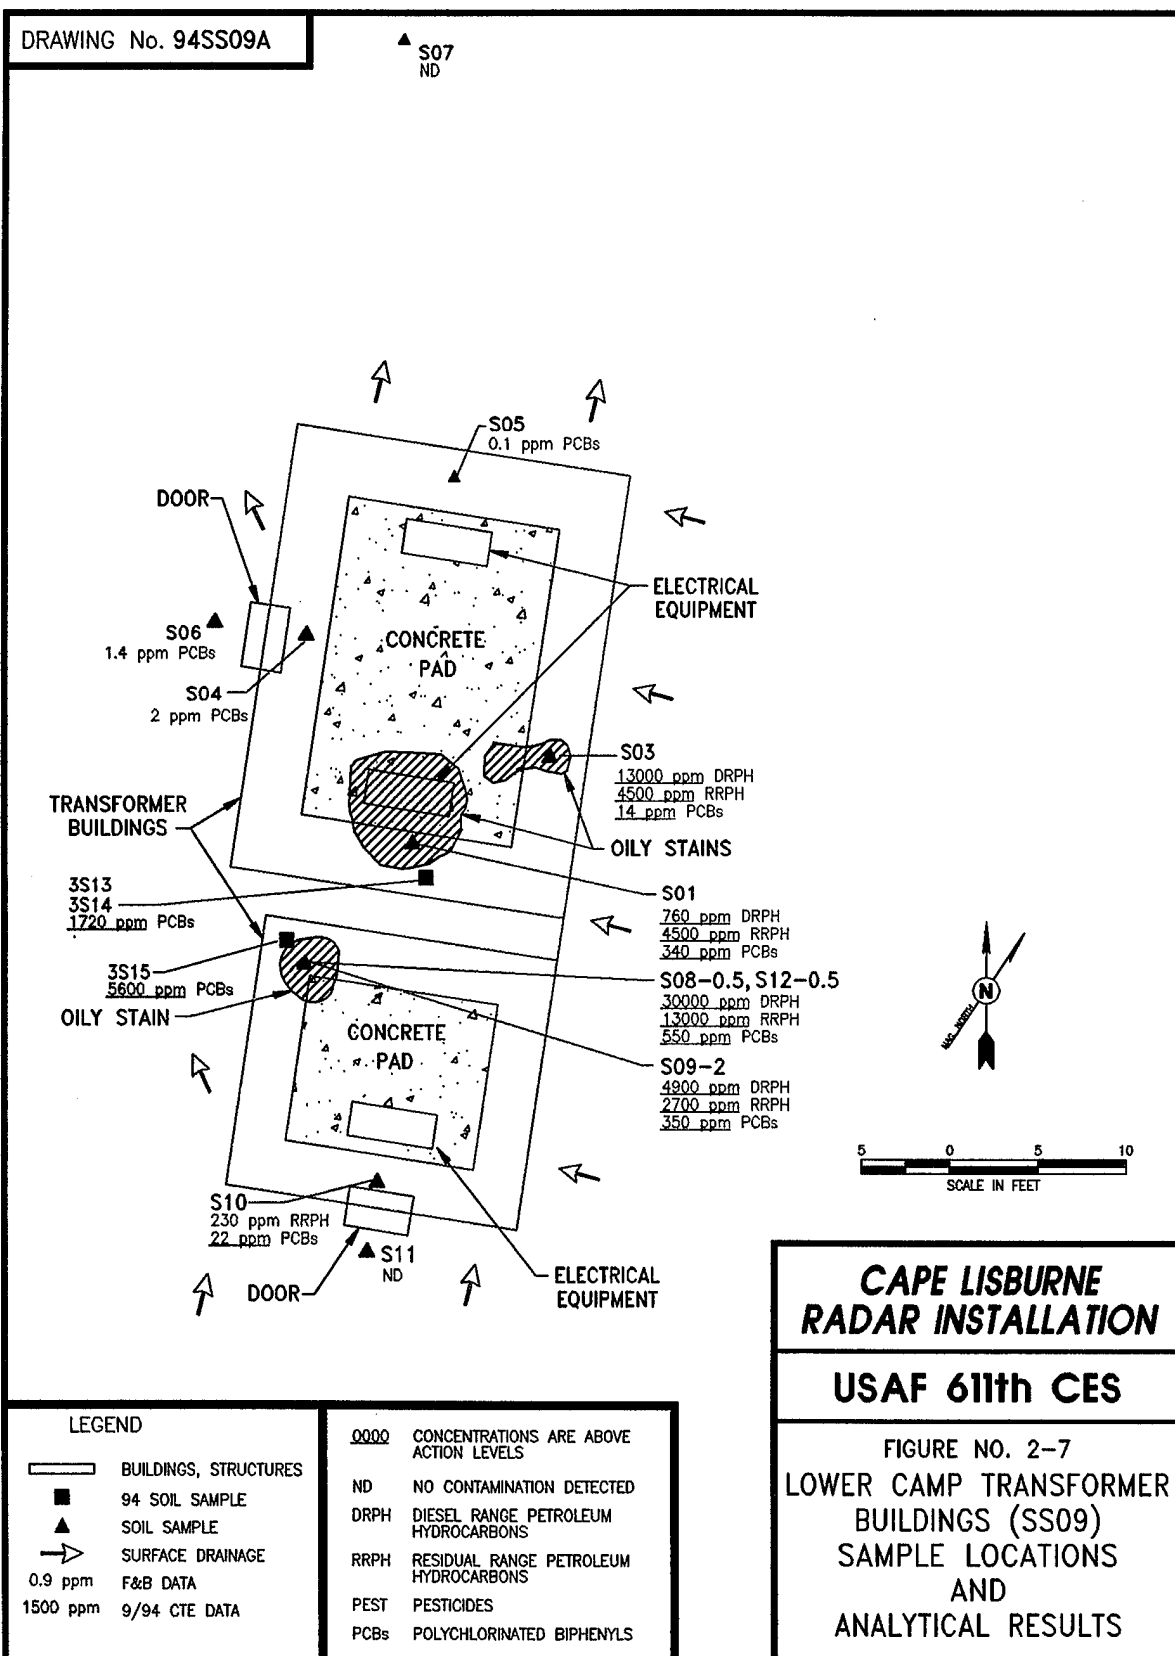 DRAWING No. 94SS09A
S07
ND
S05
0.1 ppm PCBs
DOOR
ELECTRICAL
EQUIPMENT
S06
1.4 ppm PCBs
CONCRETE
PAD
S04
2 ppm PCBs
S03
13000 ppm DRPH
4500 ppm RRPH
14 ppm PCBs
TRANSFORMER
BUILDINGS
OILY STAINS
3S13
3S14
1720 ppm PCBs
S01
760 ppm DRPH
4500 ppm RRPH
340 ppm PCBs
3S15
5600 ppm PCBs
OILY STAIN
S08-0.5, S12-0.5
30000 ppm DRPH
13000 ppm RRPH
550 ppm PCBs
CONCRETE
PAD
S09-2
4900 ppm DRPH
2700 ppm RRPH
350 ppm PCBs
N
MAG. NORTH
5 0 5 10
SCALE IN FEET
S10
230 ppm RRPH
22 ppm PCBs
S11
ND
DOOR
ELECTRICAL
EQUIPMENT
CAPE LISBURNE
RADAR INSTALLATION
USAF 611th CES
FIGURE NO. 2-7
LOWER CAMP TRANSFORMER
BUILDINGS (SS09)
SAMPLE LOCATIONS
AND
ANALYTICAL RESULTS
LEGEND
BUILDINGS, STRUCTURES
94 SOIL SAMPLE
SOIL SAMPLE
SURFACE DRAINAGE
0.9 ppm F&B DATA
1500 ppm 9/94 CTE DATA
0000 CONCENTRATIONS ARE ABOVE
ACTION LEVELS
ND NO CONTAMINATION DETECTED
DRPH DIESEL RANGE PETROLEUM
HYDROCARBONS
RRPH RESIDUAL RANGE PETROLEUM
HYDROCARBONS
PEST PESTICIDES
PCBs POLYCHLORINATED BIPHENYLS